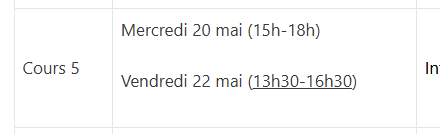 Mercredi 20 mai (15h-18h)
Cours 5
Vendredi 22 mai (13h30-16h30)